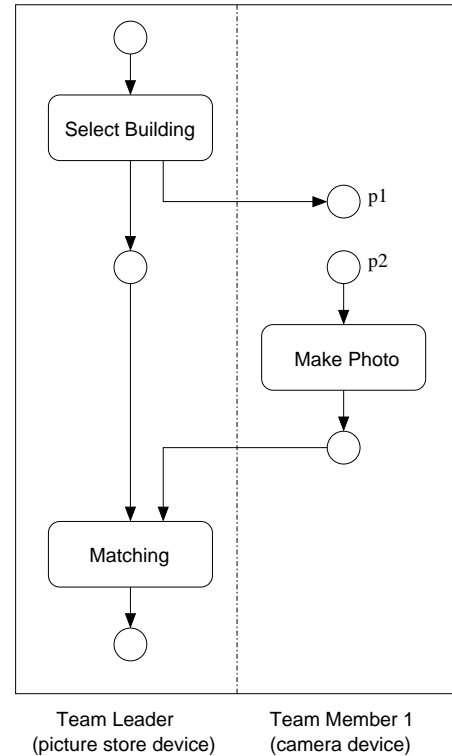 Select Building
p1
p2
Make Photo
Matching
Team Leader
(picture store device)
Team Member 1
(camera device)